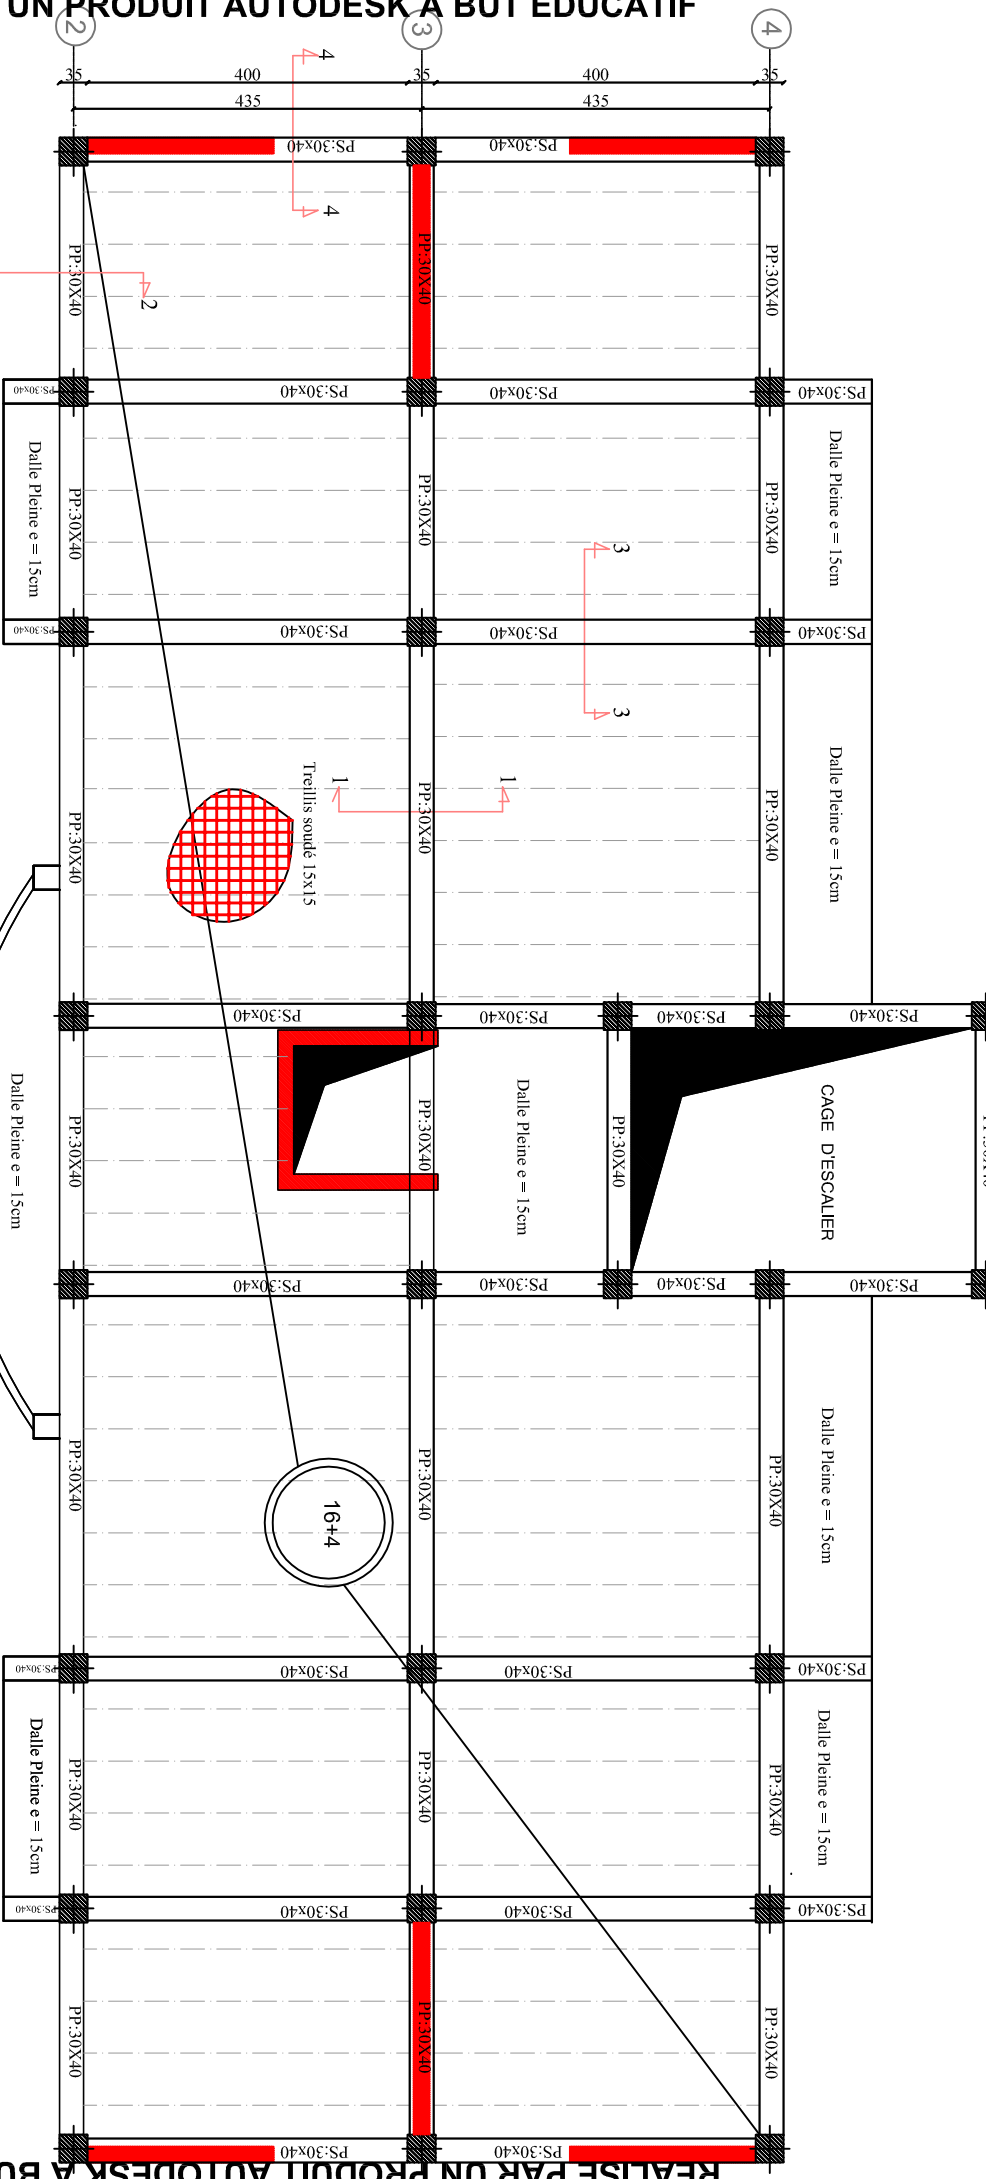 UN PRODUIT AUTODESK A BUT EDUCATIF
2
3
4
35
400
35
400
35
435
435
4
4
PS:30x40
PS:30x40
PP:30X40
PP:30X40
PP:30X40
2
PS:30x40
PS:30x40
PS:30x40
PS:30x40
Dalle Pleine e = 15cm
PP:30X40
PP:30X40
PP:30X40
Dalle Pleine e = 15cm
3
3
PS:30x40
PS:30x40
PS:30x40
PS:30x40
PP:30X40
Treillis soudé 15x15
1
1
PP:30X40
PP:30X40
Dalle Pleine e = 15cm
PS:30x40
PS:30x40
PS:30x40
PS:30x40
Dalle Pleine e = 15cm
PP:30X40
PP:30X40
Dalle Pleine e = 15cm
PP:30X40
CAGE D'ESCALIER
PS:30x40
PS:30x40
PS:30x40
PS:30x40
PP:30X40
16+4
PP:30X40
PP:30X40
Dalle Pleine e = 15cm
PS:30x40
PS:30x40
PS:30x40
PS:30x40
Dalle Pleine e = 15cm
PP:30X40
PP:30X40
PP:30X40
Dalle Pleine e = 15cm
PS:30x40
PS:30x40
PS:30x40
PS:30x40
PP:30X40
PP:30X40
PP:30X40
PS:30x40
PS:30x40
REALISE PAR UN PRODUIT AUTODESK A BU